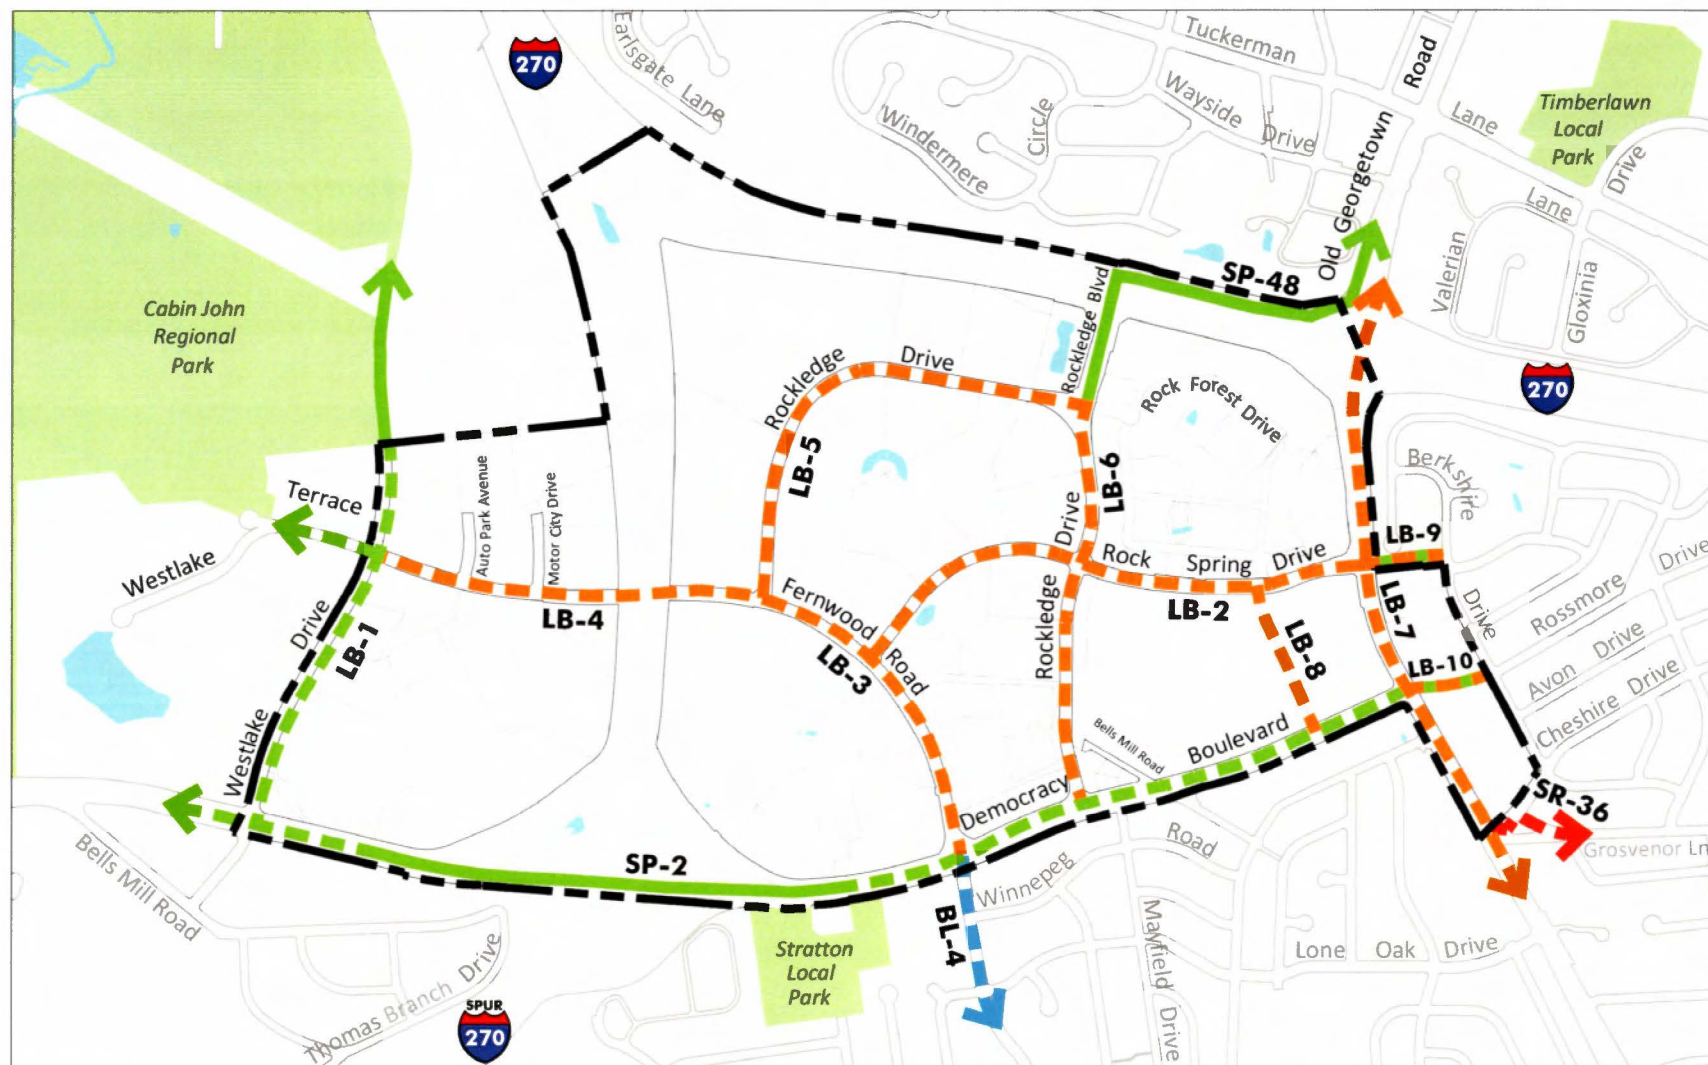 Earlsgate Lane
270
Tuckerman
Lane
Road
Georgetown
Old
Wayside Drive
Windermere
Circle
Timberlawn
Local
Park
Drive
Lane
Valerian
Gloxinia
SP-48
Rockledge Blvd
Cabin John
Regional
Park
Rockledge Drive
Rock Forest Drive
270
LB-5
LB-6
Berkshire
Drive
LB-9
Terrace
Westlake
Auto Park Avenue
Motor City Drive
Drive
Rock Spring Drive
LB-2
LB-4
Fernwood
Road
LB-3
Rockledge
LB-7
LB-8
LB-10
Rossmore Drive
Avon Drive
Cheshire Drive
Drive
LB-1
Westlake
Bells Mill Road
Democracy
Boulevard
SR-36
Grosvenor Ln
SP-2
Bells Mill Road
Winnepeg
Road
BL-4
Stratton
Local
Park
Mayfield Drive
Lone Oak Drive
Thomas Branch Drive
SPUR
270